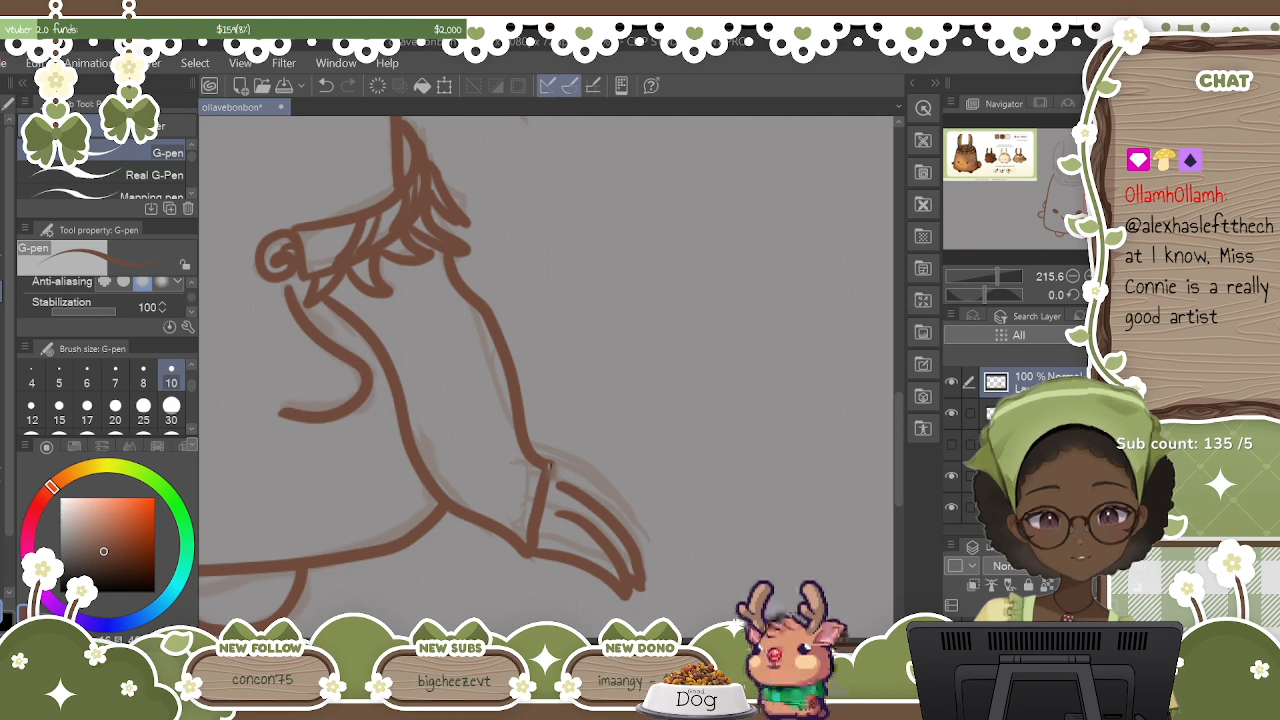 vtuber 2.0 funds:
$159(8%)
$2,000
Select
View
Filter
Window
Help
ollavebonbon*
G-pen
Real G-Pen
Mapping pen
Tool property: G-pen
G-pen
Anti-aliasing
Stabilization
100
Brush size: G-pen
4 5 6 7 8 10
12 15 17 20 25 30
Navigator
215.6
0.0
Search Layer
All
100 % Normal
CHAT
OllamhOllamh:
@alexhasleftthech
at I know, Miss
Connie is a really
good artist
Sub count: 135 /5
NEW FOLLOW
concon75
NEW SUBS
bigcheezevt
NEW DONO
imaangy -
Dog